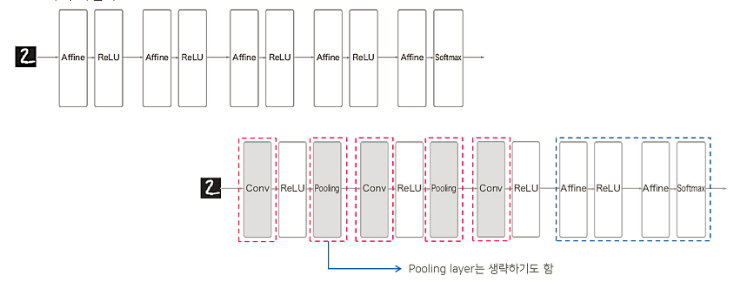 2 Affine ReLU Affine ReLU Affine ReLU Affine ReLU Affine Softmax
2 Conv ReLU Pooling Conv ReLU Pooling Conv ReLU Affine ReLU Affine Softmax
Pooling layer는 생략하기도 함